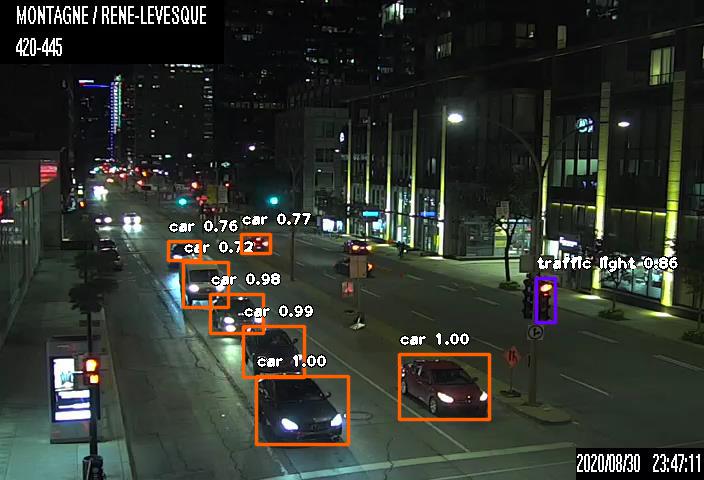 MONTAGNE / RENE-LEVESQUE
420-445
car 0.76
car 0.77
car 0.72
car 0.98
car 0.99
car 1.00
car 1.00
traffic light 0.86
2020/08/30 23:47:11